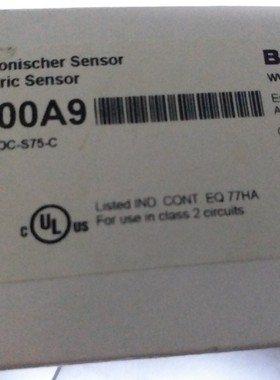 onischer Sensor
ric Sensor
00A9
OC-S75-C
B
Listed IND. CONT. EQ 77HA
For use in class 2 circuits
c UL us